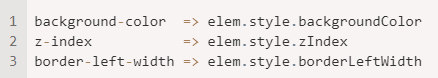 1 background-color  => elem.style.backgroundColor
2 z-index           => elem.style.zIndex
3 border-left-width => elem.style.borderLeftWidth